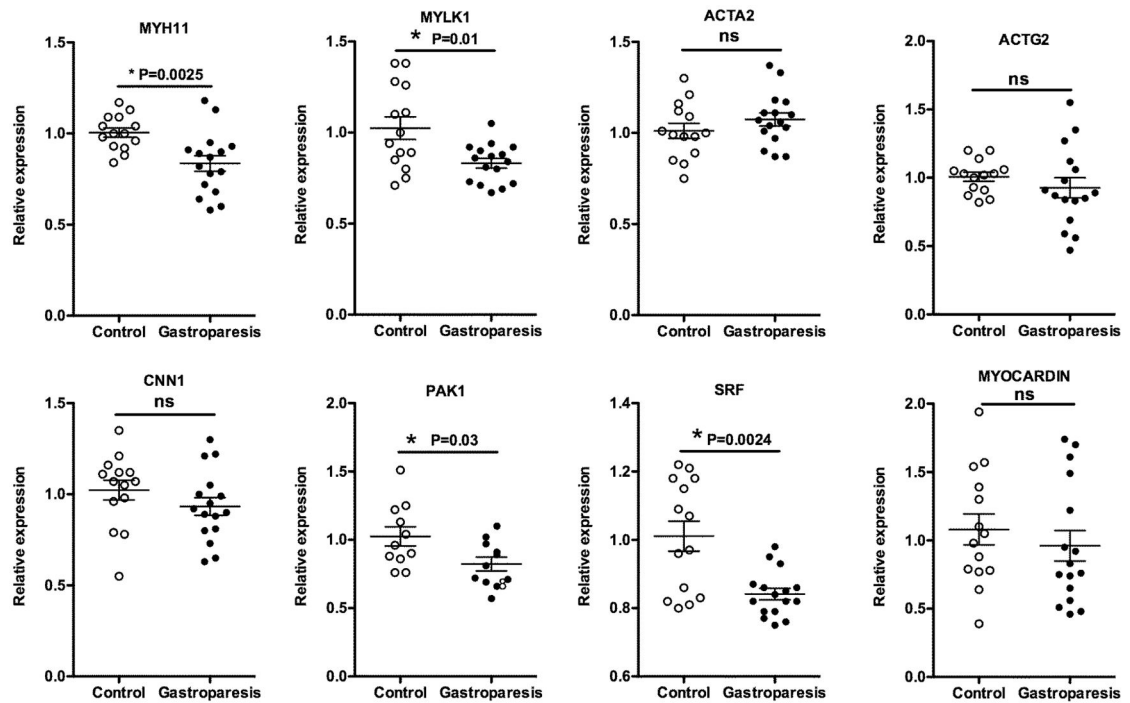 MYH11
* P=0.0025
Relative expression
1.5
1.0
0.5
0.0
Control Gastroparesis
MYLK1
* P=0.01
Relative expression
1.5
1.0
0.5
0.0
Control Gastroparesis
ACTA2
ns
Relative expression
1.5
1.0
0.5
0.0
Control Gastroparesis
ACTG2
ns
Relative expression
2.0
1.5
1.0
0.5
0.0
Control Gastroparesis
CNN1
ns
Relative expression
1.5
1.0
0.5
0.0
Control Gastroparesis
PAK1
* P=0.03
Relative expression
2.0
1.5
1.0
0.5
0.0
Control Gastroparesis
SRF
* P=0.0024
Relative expression
1.4
1.2
1.0
0.8
0.6
Control Gastroparesis
MYOCARDIN
ns
Relative expression
2.0
1.5
1.0
0.5
0.0
Control Gastroparesis